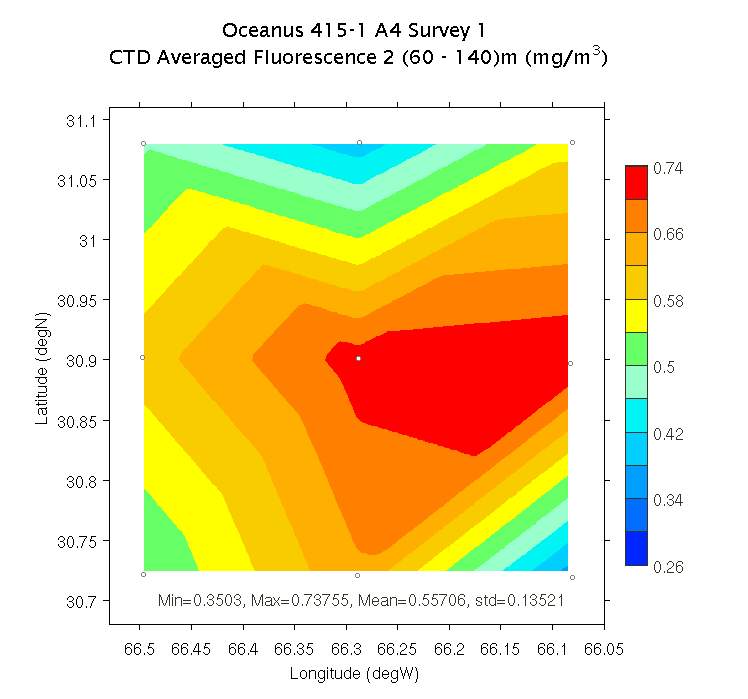 Oceanus 415-1 A4 Survey 1
CTD Averaged Fluorescence 2 (60 - 140)m (mg/m³)
31.1
31.05
31
30.95
30.9
30.85
30.8
30.75
30.7
Latitude (degN)
0.74
0.66
0.58
0.5
0.42
0.34
0.26
Min=0.3503, Max=0.73755, Mean=0.55706, std=0.13521
66.5 66.45 66.4 66.35 66.3 66.25 66.2 66.15 66.1 66.05
Longitude (degW)